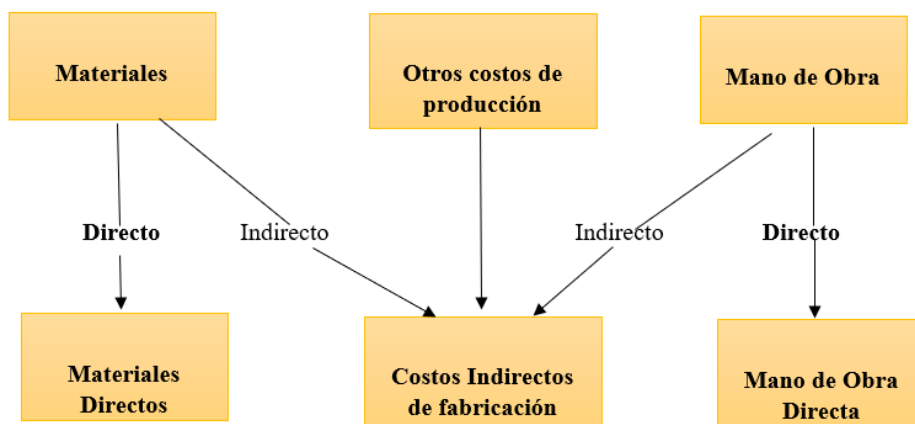 Materiales
Otros costos de
producción
Mano de Obra
Directo
Indirecto
Indirecto
Directo
Materiales
Directos
Costos Indirectos
de fabricación
Mano de Obra
Directa